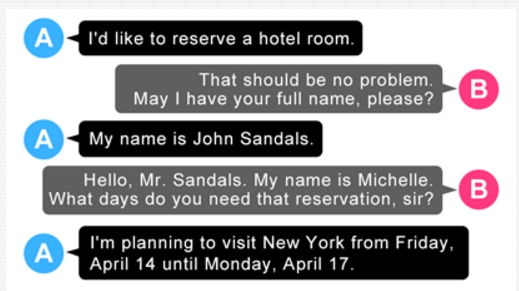 A
I'd like to reserve a hotel room.
That should be no problem.
May I have your full name, please?
B
A
My name is John Sandals.
Hello, Mr. Sandals. My name is Michelle.
What days do you need that reservation, sir?
B
A
I'm planning to visit New York from Friday,
April 14 until Monday, April 17.